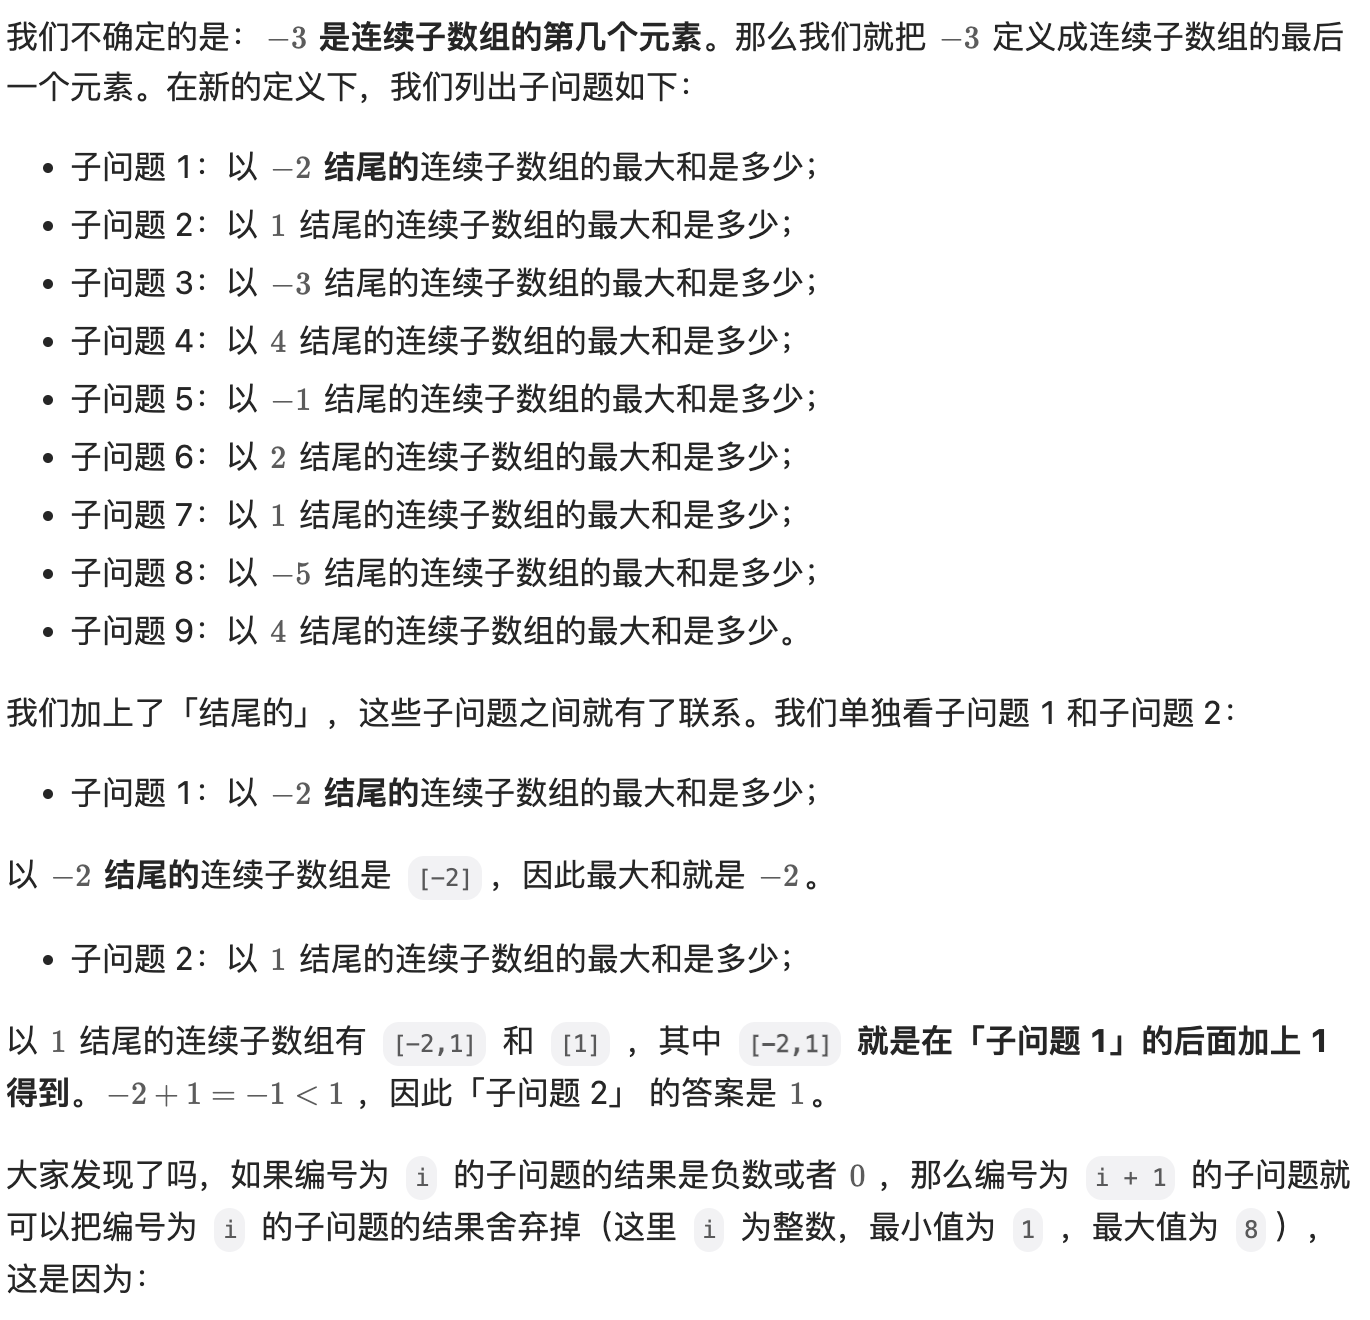 我们不确定的是： −3 是连续子数组的第几个元素。那么我们就把 −3 定义成连续子数组的最后
一个元素。在新的定义下，我们列出子问题如下：
• 子问题 1：以 −2 结尾的连续子数组的最大和是多少；
• 子问题 2：以 1 结尾的连续子数组的最大和是多少；
• 子问题 3：以 −3 结尾的连续子数组的最大和是多少；
• 子问题 4：以 4 结尾的连续子数组的最大和是多少；
• 子问题 5：以 −1 结尾的连续子数组的最大和是多少；
• 子问题 6：以 2 结尾的连续子数组的最大和是多少；
• 子问题 7：以 1 结尾的连续子数组的最大和是多少；
• 子问题 8：以 −5 结尾的连续子数组的最大和是多少；
• 子问题 9：以 4 结尾的连续子数组的最大和是多少。
我们加上了「结尾的」，这些子问题之间就有了联系。我们单独看子问题 1 和子问题 2：
• 子问题 1：以 −2 结尾的连续子数组的最大和是多少；
以 −2 结尾的连续子数组是 [−2] ，因此最大和就是 −2 。
• 子问题 2：以 1 结尾的连续子数组的最大和是多少；
以 1 结尾的连续子数组有 [−2,1] 和 [1] ，其中 [−2,1] 就是在「子问题 1」的后面加上 1
得到。−2 + 1 = −1 < 1 ，因此「子问题 2」 的答案是 1 。
大家发现了吗，如果编号为 i 的子问题的结果是负数或者 0 ，那么编号为 i + 1 的子问题就
可以把编号为 i 的子问题的结果舍弃掉（这里 i 为整数，最小值为 1 ，最大值为 8 ），
这是因为：